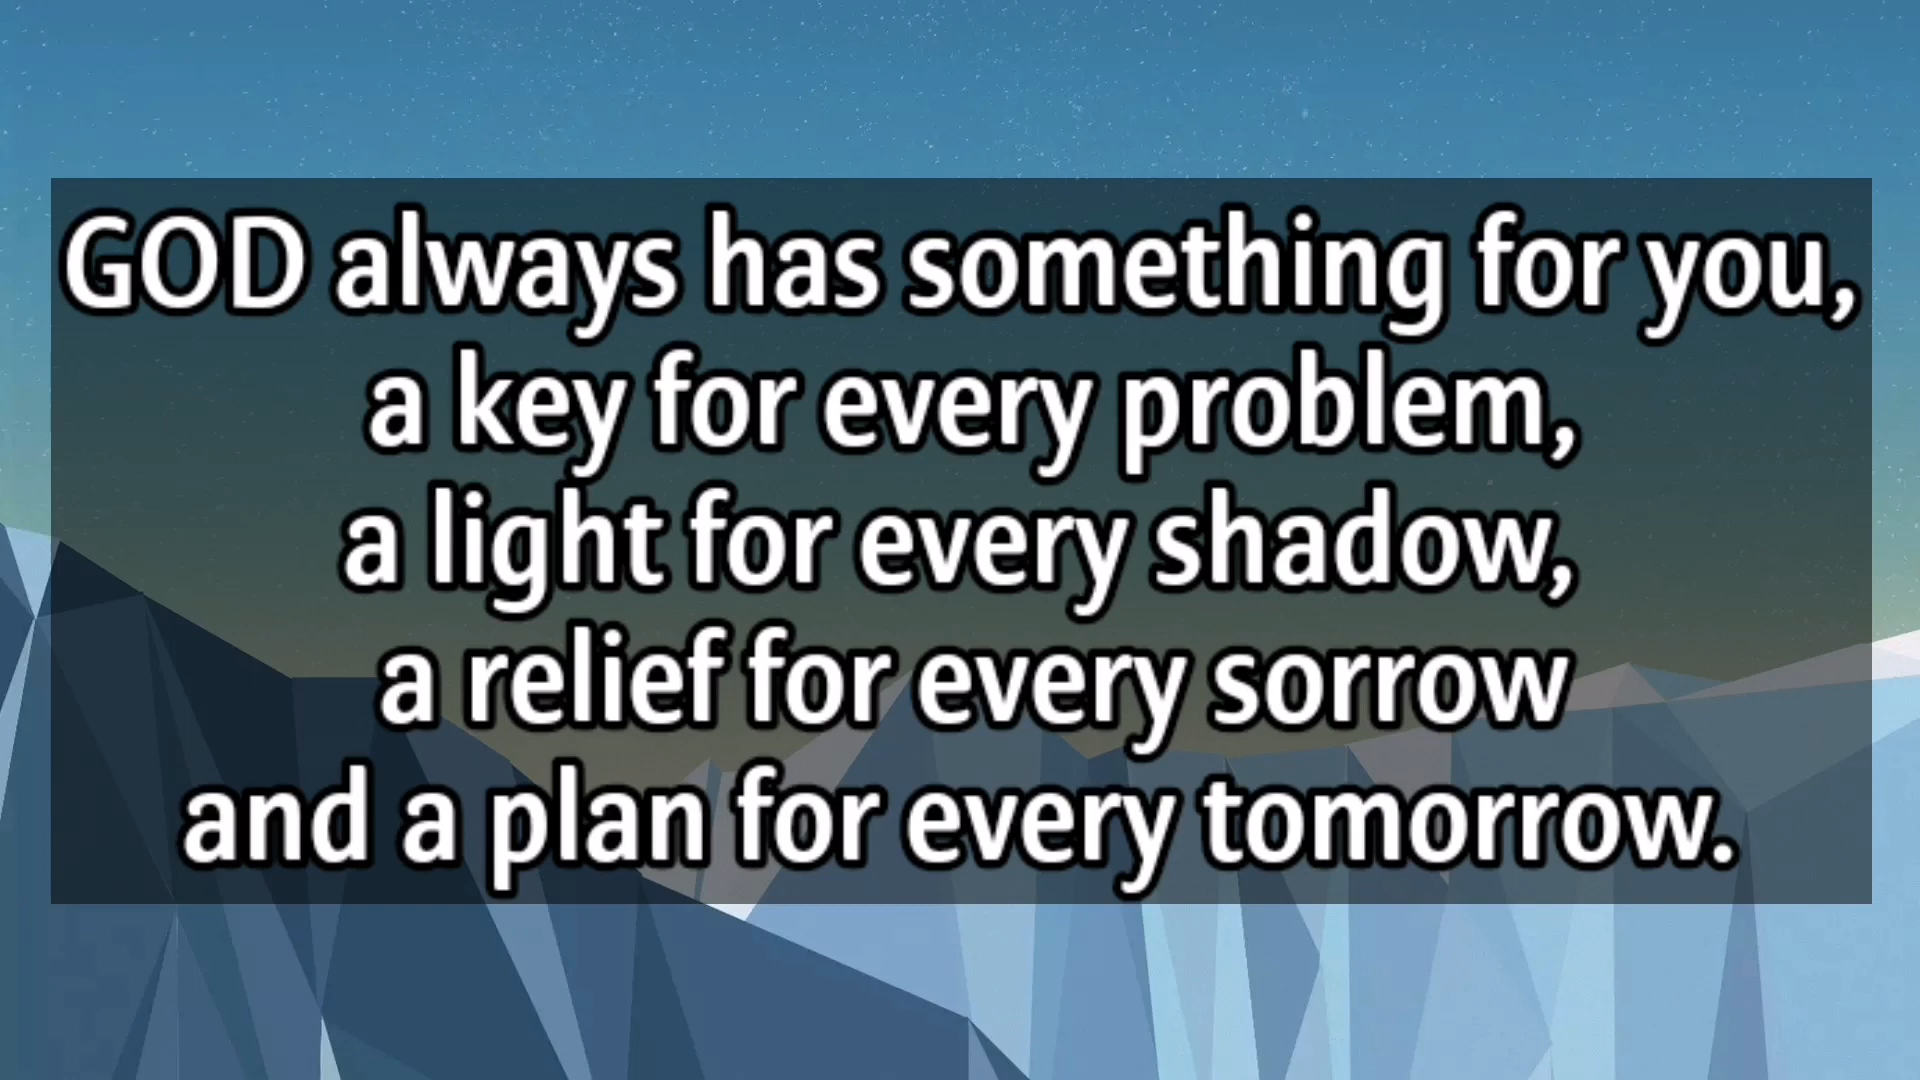 GOD always has something for you,
a key for every problem,
a light for every shadow,
a relief for every sorrow
and a plan for every tomorrow.